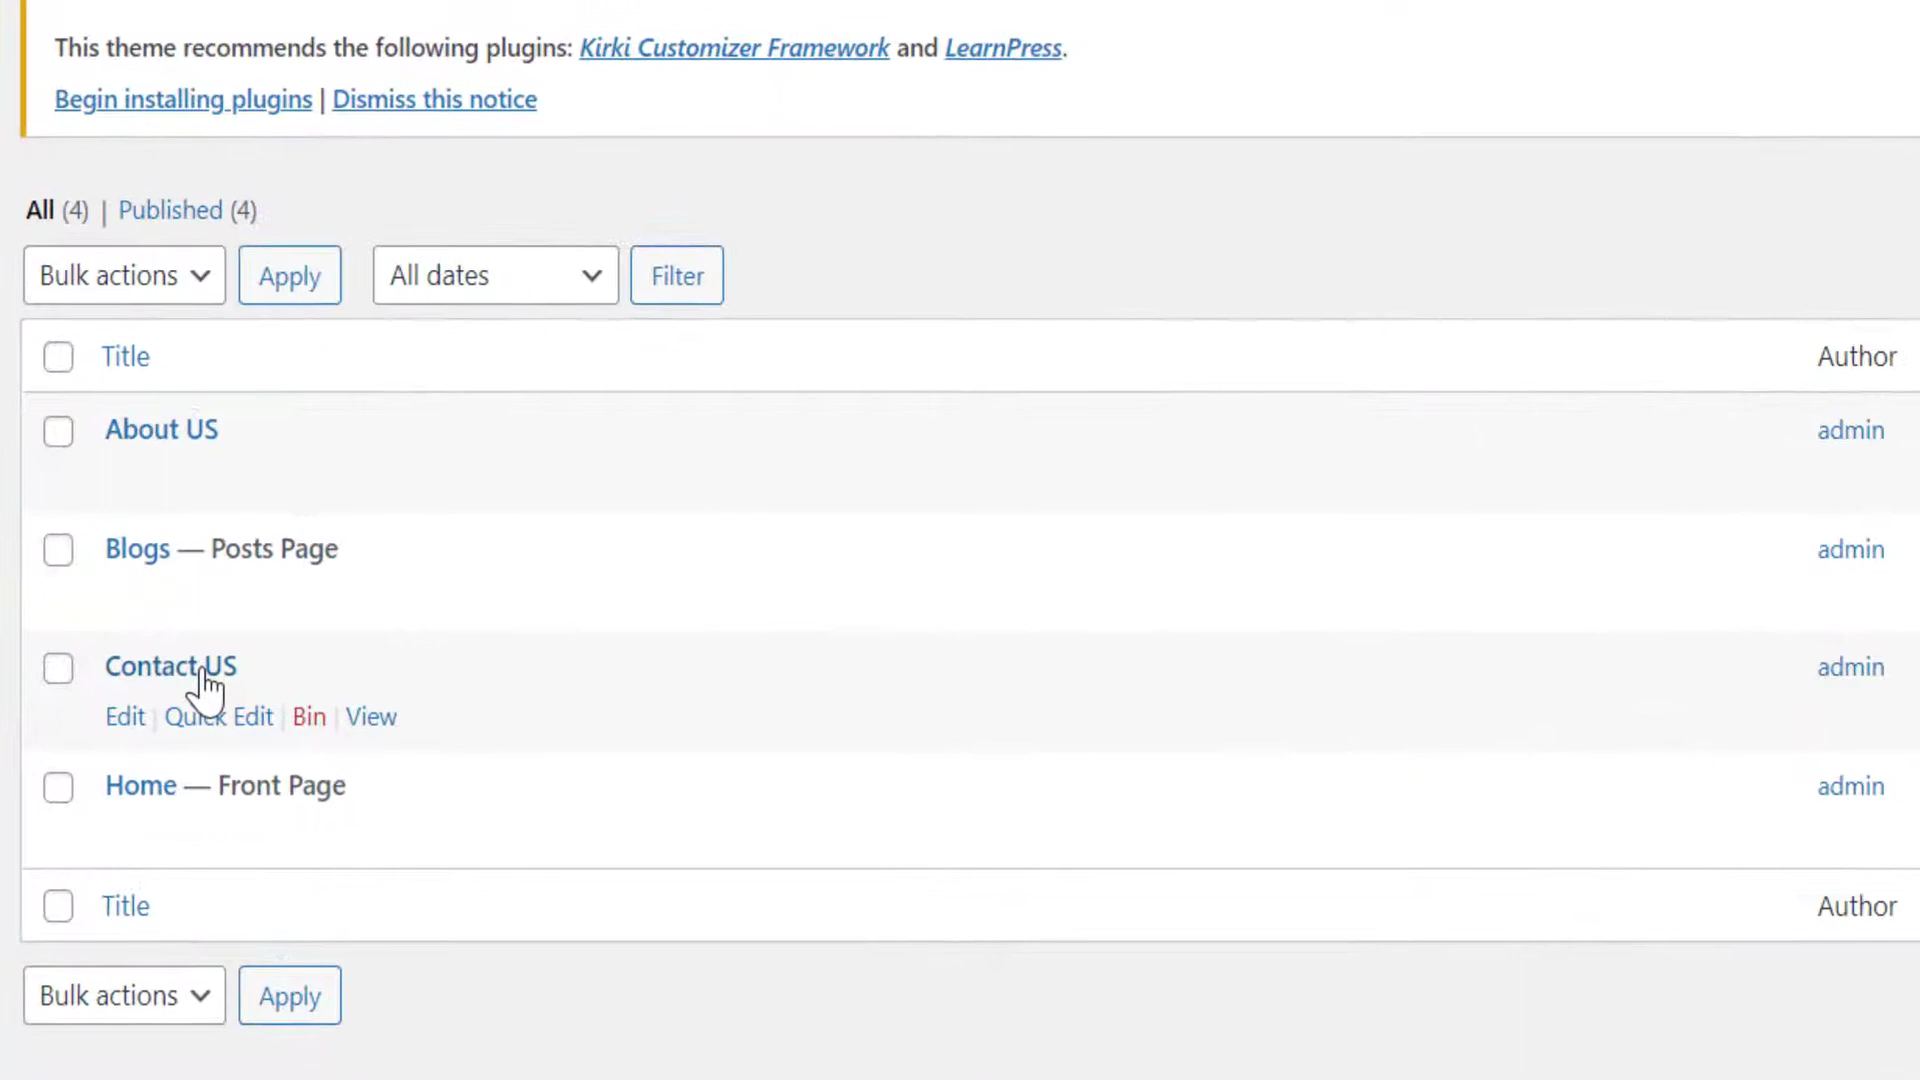 This theme recommends the following plugins: Kirki Customizer Framework and LearnPress.
Begin installing plugins | Dismiss this notice
All (4) | Published (4)
Bulk actions Apply All dates Filter
Title Author
About US admin
Blogs — Posts Page admin
Contact US admin
Edit | Quick Edit | Bin | View
Home — Front Page admin
Title Author
Bulk actions Apply